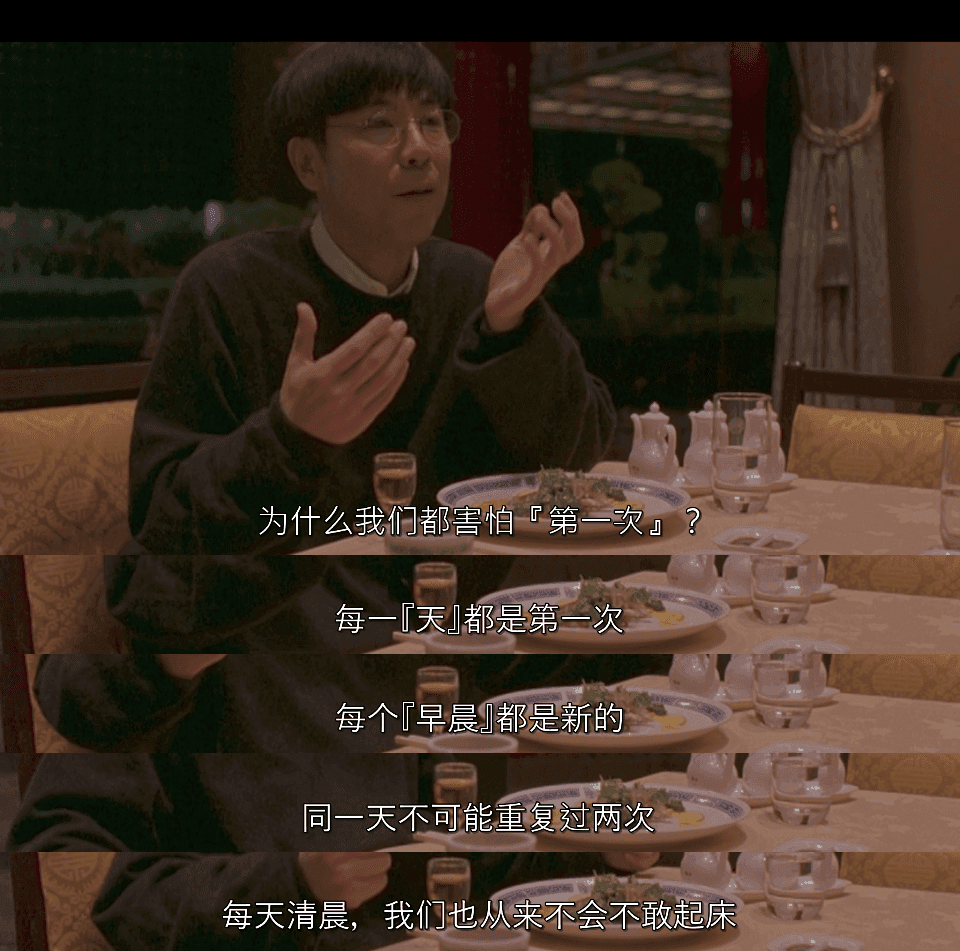 为什么我们都害怕『第一次』？
每一『天』都是第一次
每个『早晨』都是新的
同一天不可能重复过两次
每天清晨，我们也从来不会不敢起床